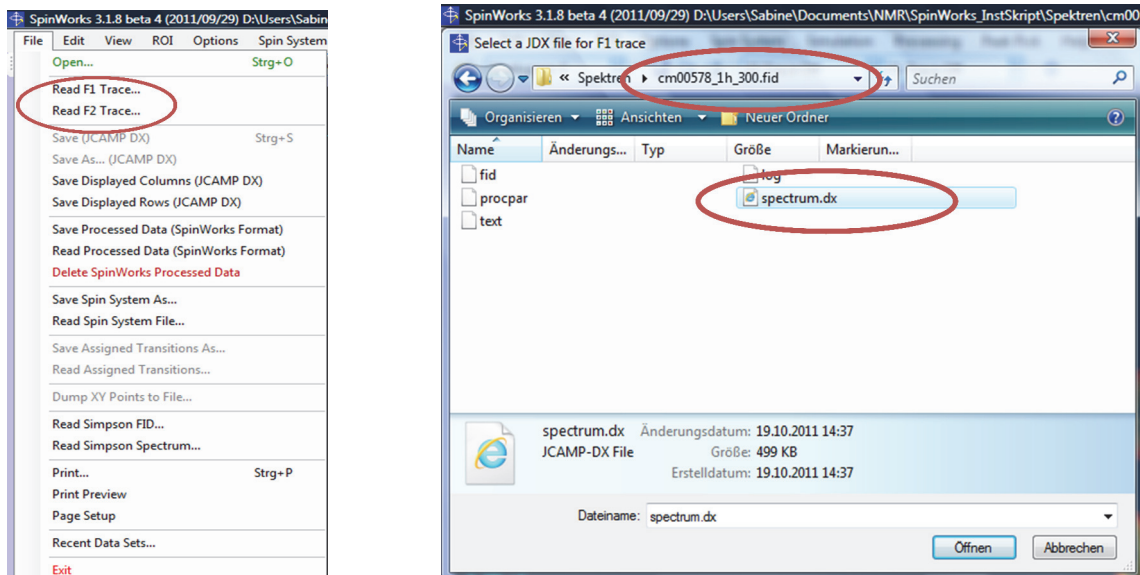 SpinWorks 3.1.8 beta 4 (2011/09/29) D:\Users\Sabin
File Edit View ROI Options Spin System
Open... Strg+O
Read F1 Trace...
Read F2 Trace...
Save (JCAMP DX) Strg+S
Save As... (JCAMP DX)
Save Displayed Columns (JCAMP DX)
Save Displayed Rows (JCAMP DX)
Save Processed Data (SpinWorks Format)
Read Processed Data (SpinWorks Format)
Delete SpinWorks Processed Data
Save Spin System As...
Read Spin System File...
Save Assigned Transitions As...
Read Assigned Transitions...
Dump XY Points to File...
Read Simpson FID...
Read Simpson Spectrum...
Print... Strg+P
Print Preview
Page Setup
Recent Data Sets...
Exit
SpinWorks 3.1.8 beta 4 (2011/09/29) D:\Users\Sabine\Documents\NMR\SpinWorks_InstSkript\Spektren\cm00
Select a JDX file for F1 trace
« Spektren cm00578_1h_300.fid Suchen
Organisieren Ansichten Neuer Ordner
Name Änderungs... Typ Größe Markierun...
fid log
procpar spectrum.dx
text
spectrum.dx Änderungsdatum: 19.10.2011 14:37
JCAMP-DX File Größe: 499 KB
Erstelldatum: 19.10.2011 14:37
Dateiname: spectrum.dx
Öffnen Abbrechen